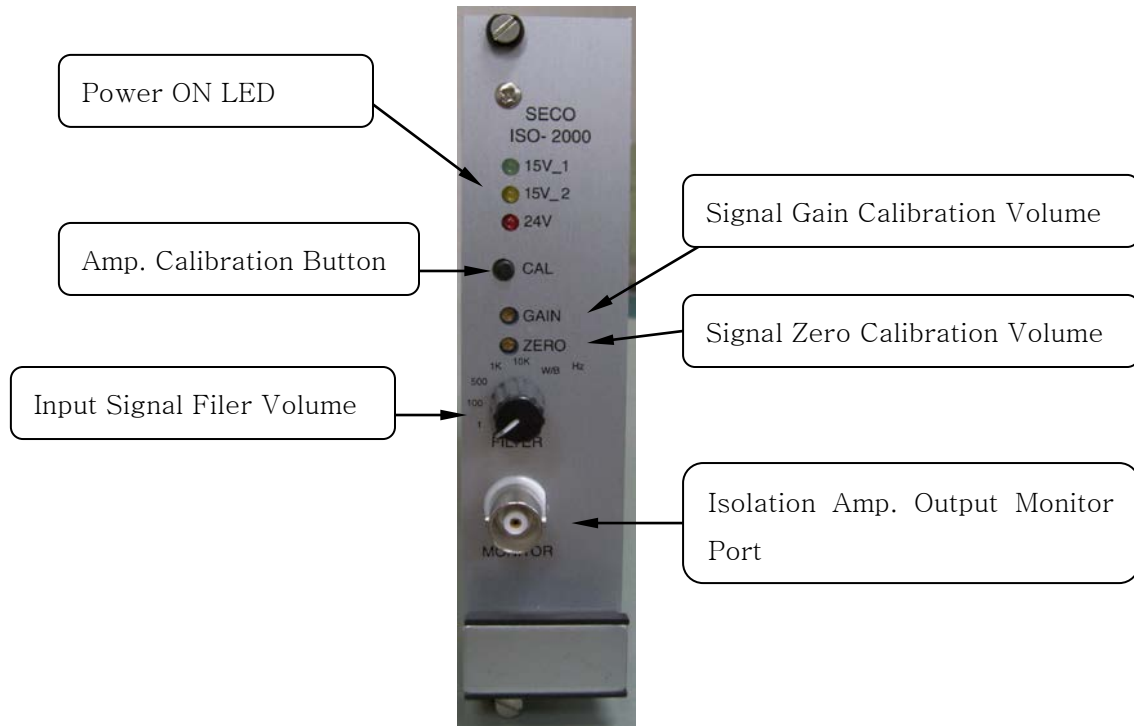 Power ON LED
SECO
ISO- 2000
15V_1
15V_2
24V
Signal Gain Calibration Volume
Amp. Calibration Button
CAL
GAIN
Signal Zero Calibration Volume
ZERO
1K 10K W/B Hz
500
100
1
Input Signal Filer Volume
FILTER
Isolation Amp. Output Monitor
Port
MONITOR